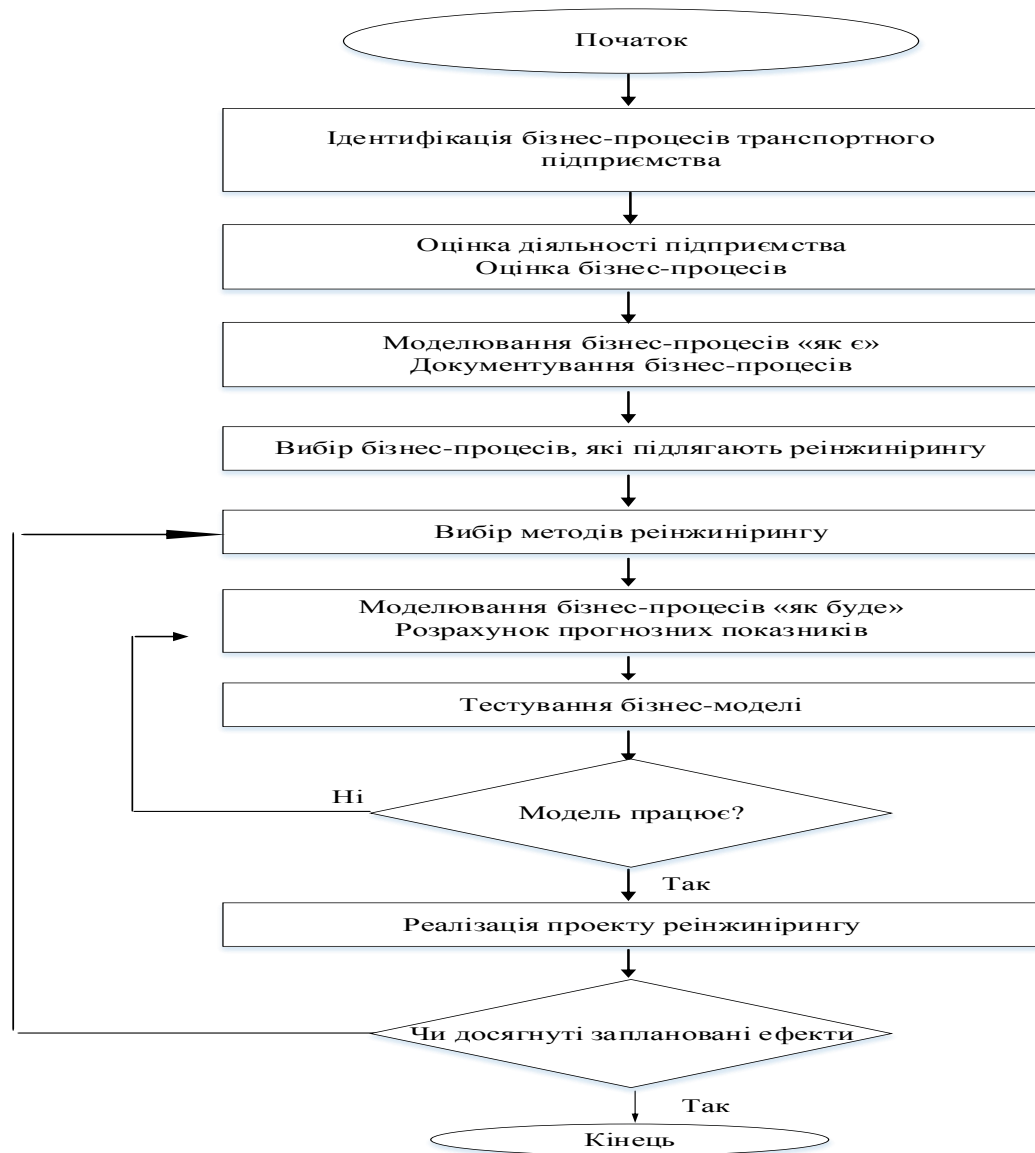 Початок
Ідентифікація бізнес-процесів транспортного
підприємства
Оцінка діяльності підприємства
Оцінка бізнес-процесів
Моделювання бізнес-процесів «як є»
Документування бізнес-процесів
Вибір бізнес-процесів, які підлягають реінжинірингу
Вибір методів реінжинірингу
Моделювання бізнес-процесів «як буде»
Розрахунок прогнозних показників
Тестування бізнес-моделі
Ні
Модель працює?
Так
Реалізація проекту реінжинірингу
Чи досягнуті заплановані ефекти
Так
Кінець